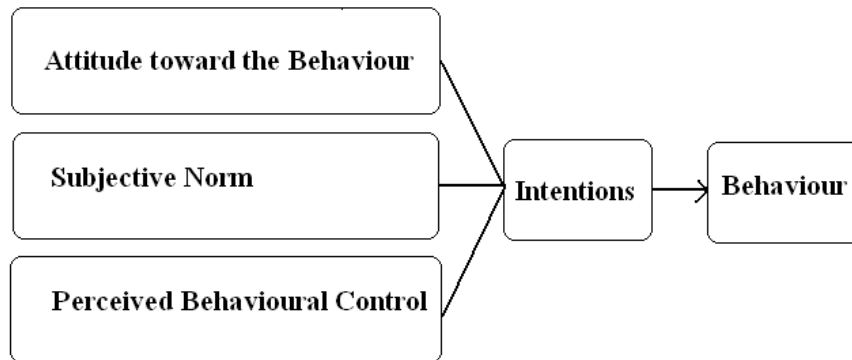 Attitude toward the Behaviour
Subjective Norm
Perceived Behavioural Control
Intentions
Behaviour